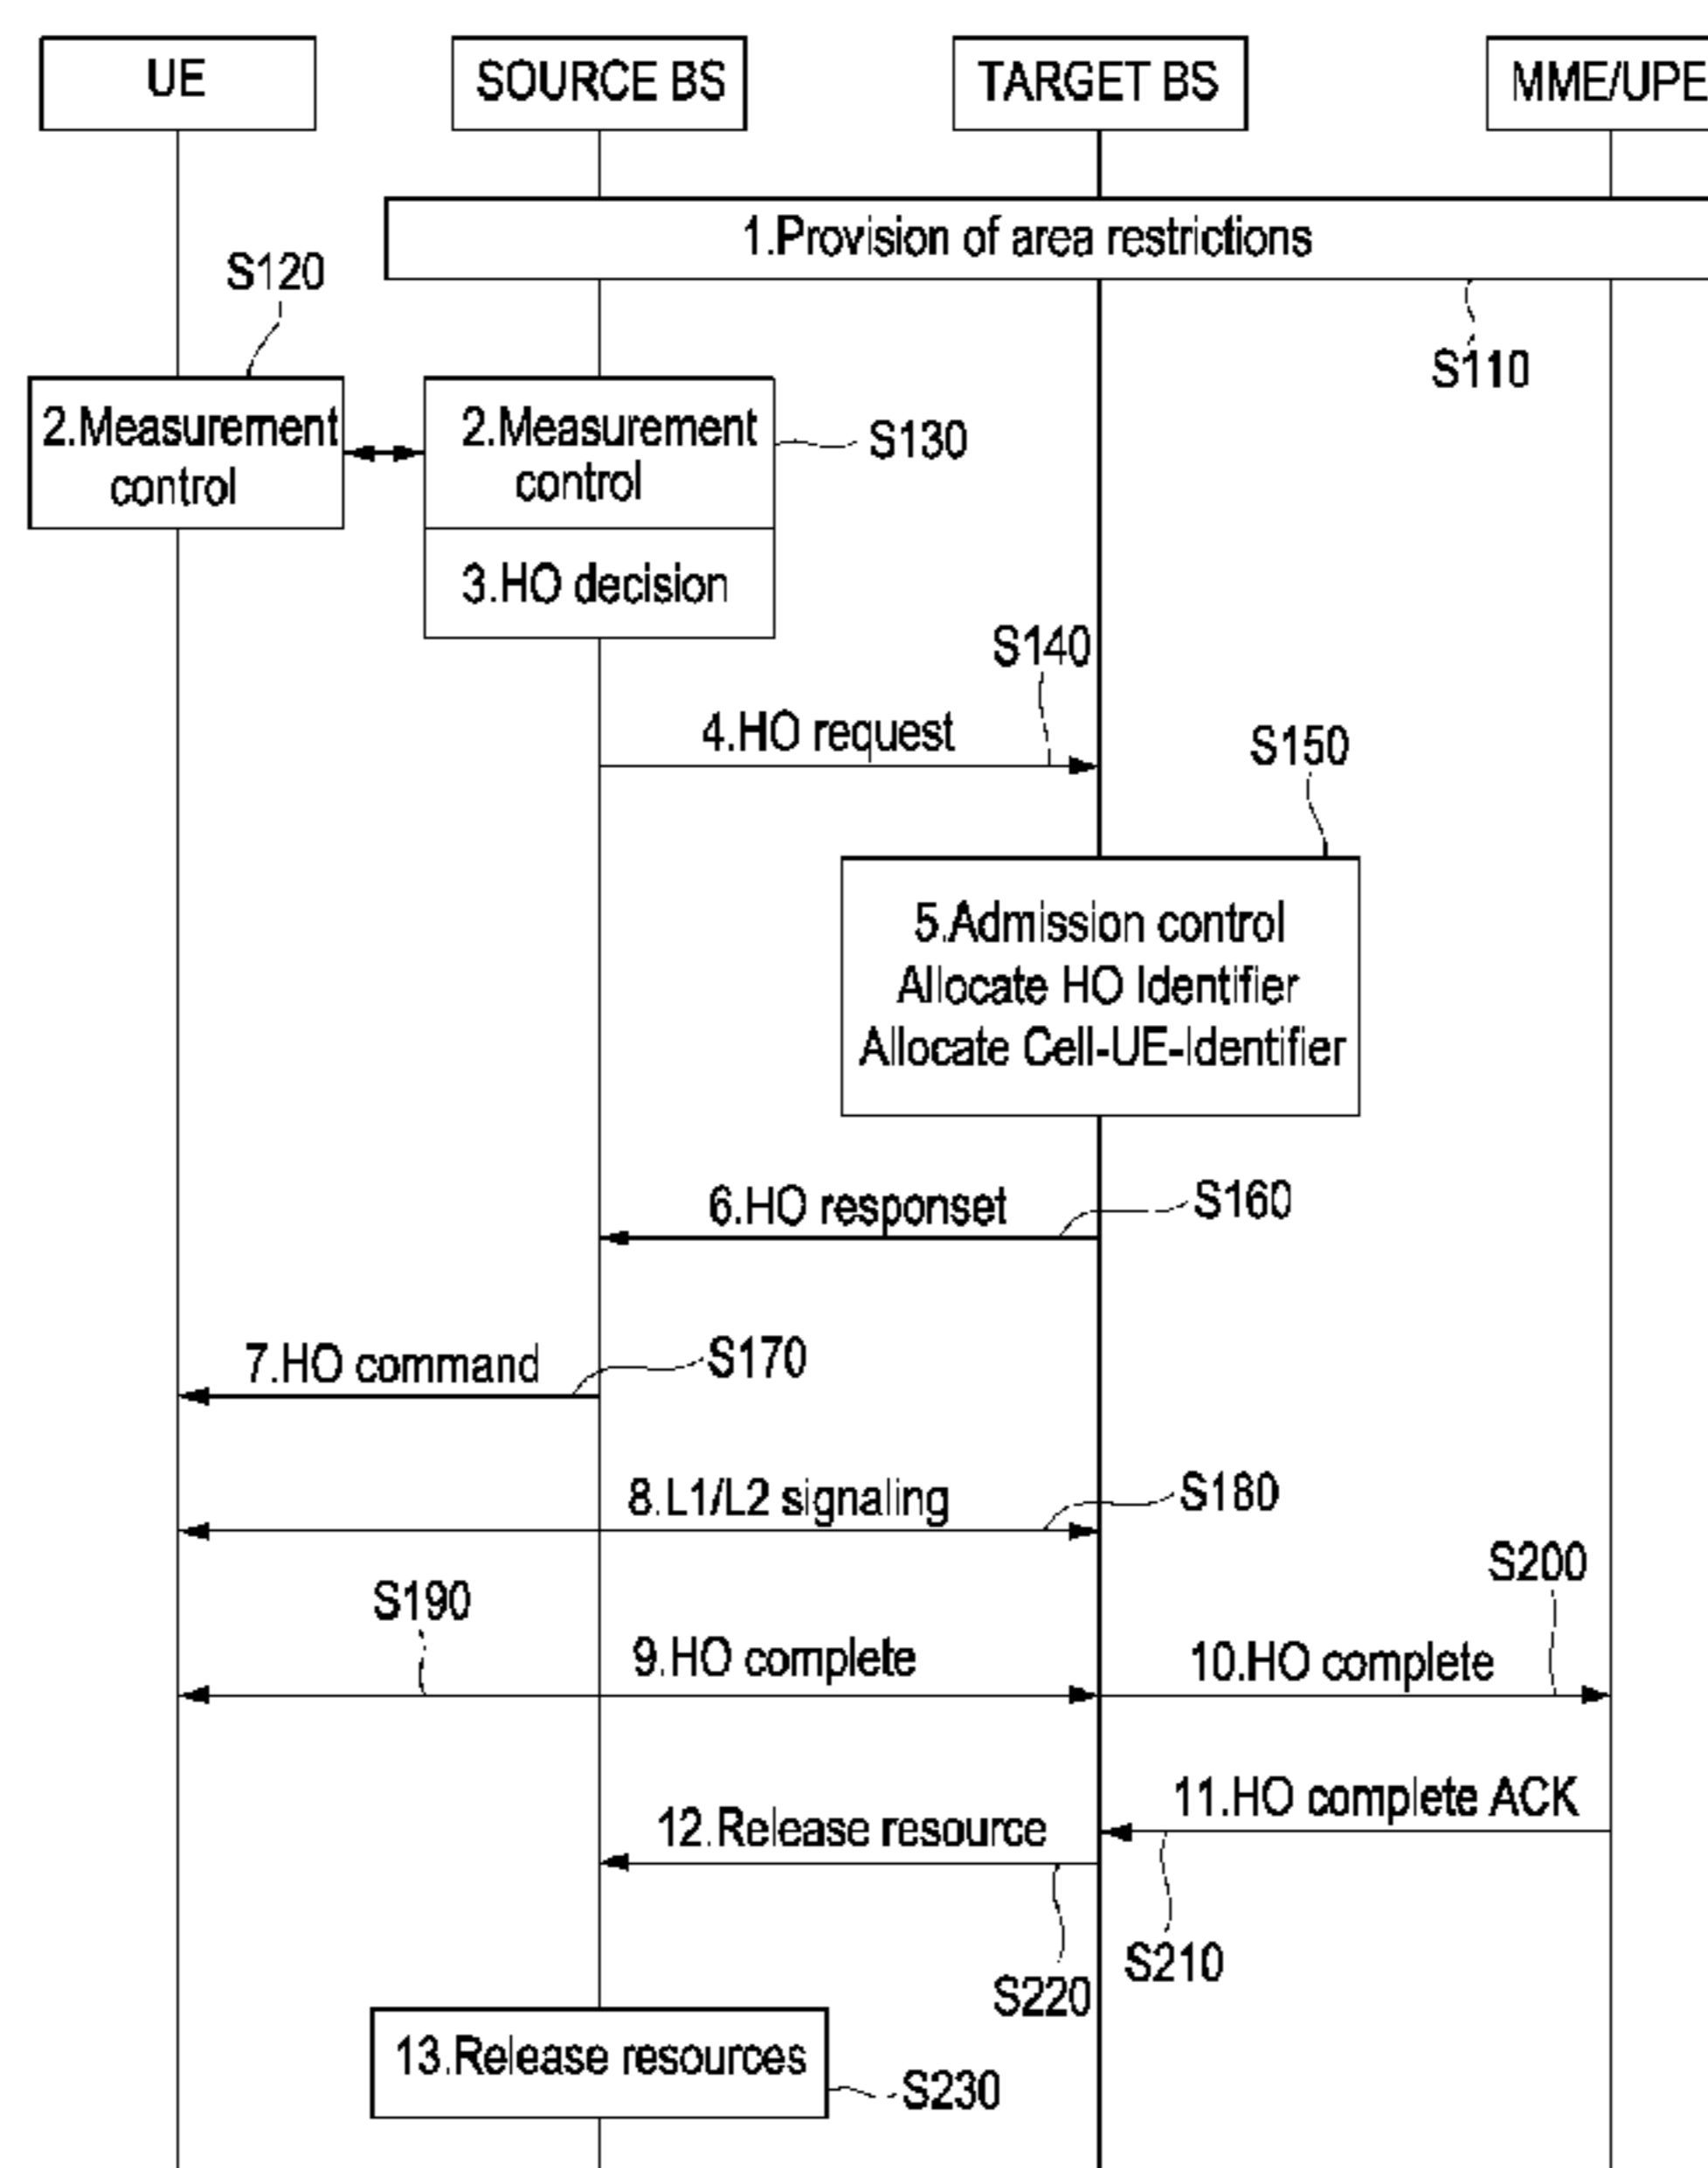 UE
SOURCE BS
TARGET BS
MME/UPE
1.Provision of area restrictions
S110
S120
2.Measurement
control
2.Measurement
control
S130
3.HO decision
S140
4.HO request
S150
5.Admission control
Allocate HO Identifier
Allocate Cell-UE-Identifier
6.HO responset
S160
7.HO command
S170
8.L1/L2 signaling
S180
S190
9.HO complete
S200
10.HO complete
11.HO complete ACK
S210
12.Release resource
S220
13.Release resources
S230